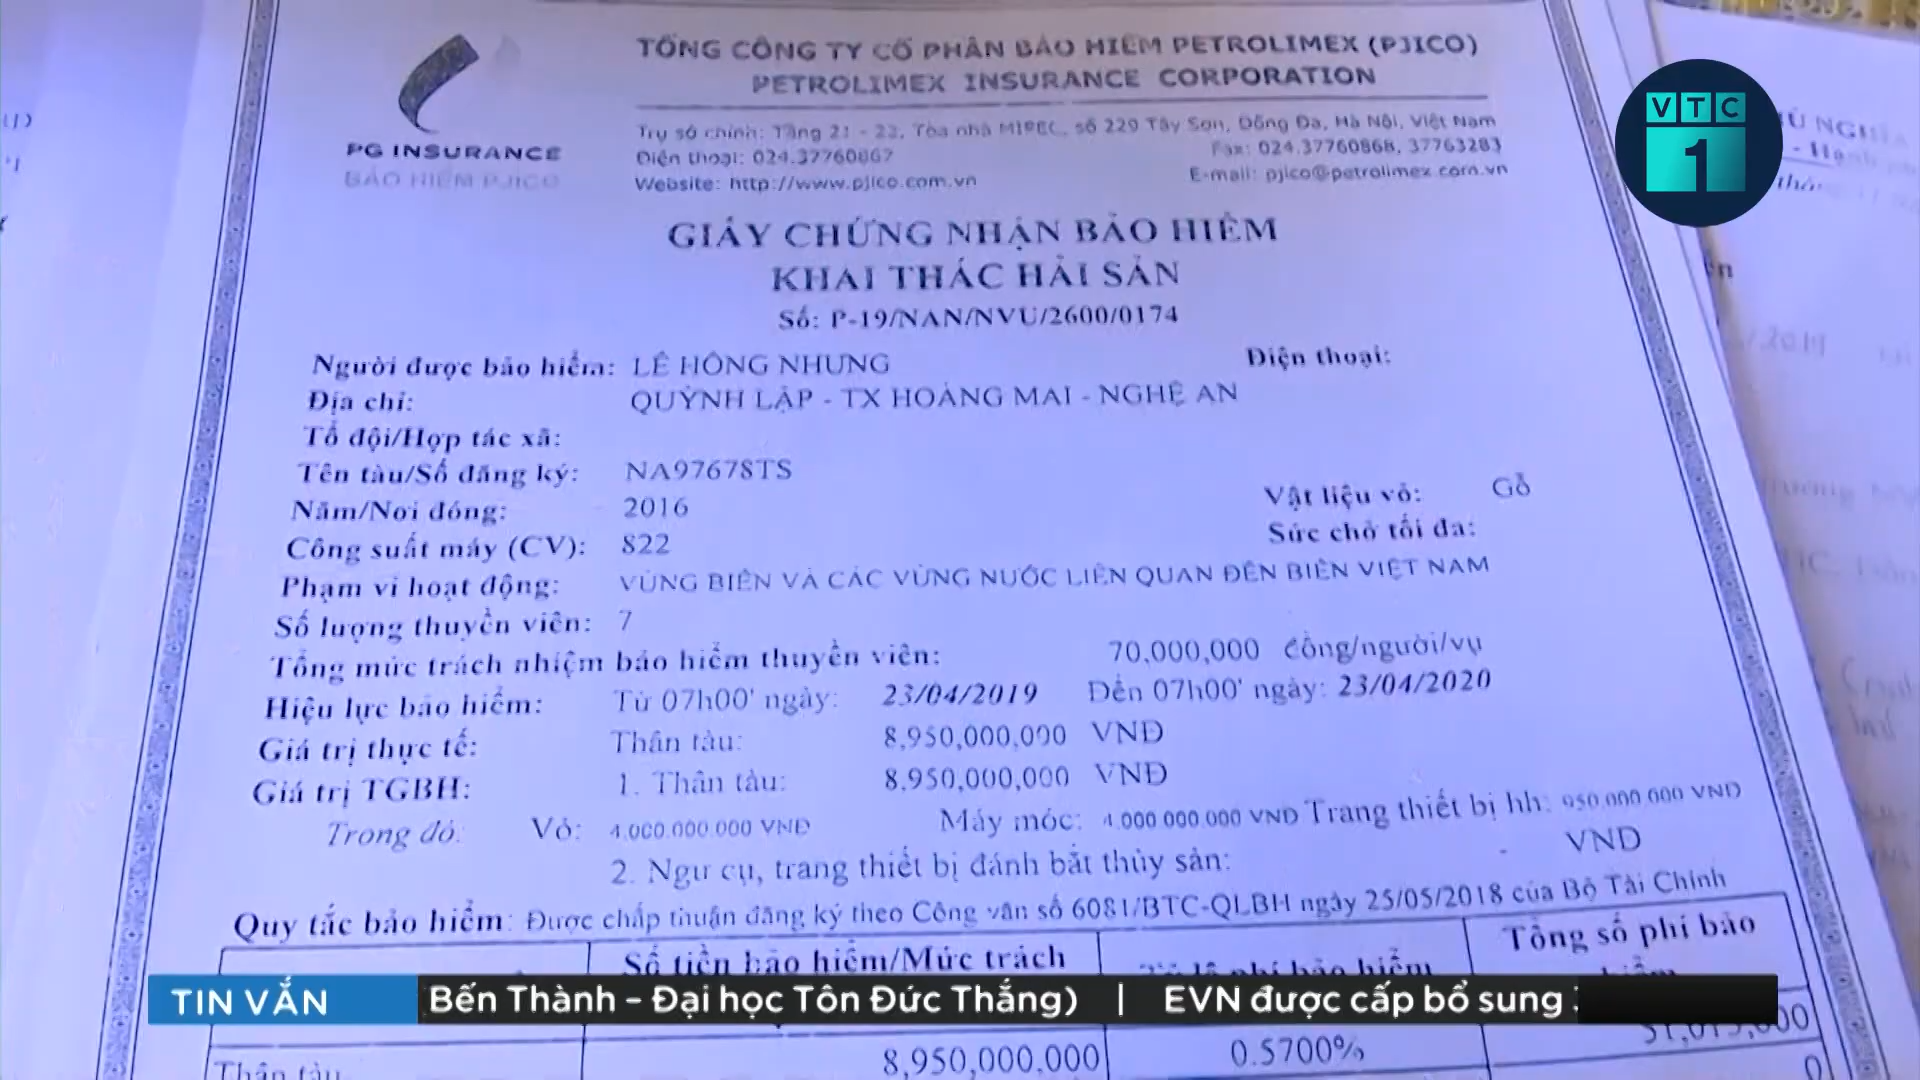 TỔNG CÔNG TY CỔ PHẦN BẢO HIỂM PETROLIMEX (PJICO)
PETROLIMEX INSURANCE CORPORATION
PG INSURANCE
BẢO HIỂM PJICO
Trụ sở chính: Tầng 21 - 22, Tòa nhà MIPEC, số 229 Tây Sơn, Đống Đa, Hà Nội, Việt Nam
Điện thoại: 024.37760867 Fax: 024.37760868, 37763283
Website: http://www.pjico.com.vn E-mail: pjico@petrolimex.com.vn
VTC
1
GIẤY CHỨNG NHẬN BẢO HIỂM
KHAI THÁC HẢI SẢN
Số: P-19/NAN/NVU/2600/0174
Người được bảo hiểm: LÊ HỒNG NHUNG Điện thoại:
Địa chỉ: QUỲNH LẬP - TX HOÀNG MAI - NGHỆ AN
Tổ đội/Hợp tác xã:
Tên tàu/Số đăng ký: NA97678TS
Năm/Nơi đóng: 2016 Vật liệu vỏ: Gỗ
Công suất máy (CV): 822 Sức chở tối đa:
Phạm vi hoạt động: VÙNG BIỂN VÀ CÁC VÙNG NƯỚC LIÊN QUAN ĐẾN BIỂN VIỆT NAM
Số lượng thuyền viên: 7
Tổng mức trách nhiệm bảo hiểm thuyền viên: 70,000,000 đồng/người/vụ
Hiệu lực bảo hiểm: Từ 07h00' ngày: 23/04/2019 Đến 07h00' ngày: 23/04/2020
Giá trị thực tế: Thân tàu: 8,950,000,000 VNĐ
Giá trị TGBH: 1. Thân tàu: 8.950,000,000 VNĐ
Trong đó: Vỏ: 4.000.000.000 VNĐ Máy móc: 4.000.000.000 VNĐ Trang thiết bị hh: 950.000.000 VNĐ
2. Ngư cụ, trang thiết bị đánh bắt thủy sản: - VNĐ
Quy tắc bảo hiểm: Được chấp thuận đăng ký theo Công văn số 6081/BTC-QLBH ngày 25/05/2018 của Bộ Tài Chính
Số tiền bảo hiểm/Mức trách Tỷ lệ phí bảo hiểm Tổng số phí bảo
hiểm
TIN VẮN Bến Thành – Đại học Tôn Đức Thắng) | EVN được cấp bổ sung
Thân tàu 8,950,000,000 0.5700%
0